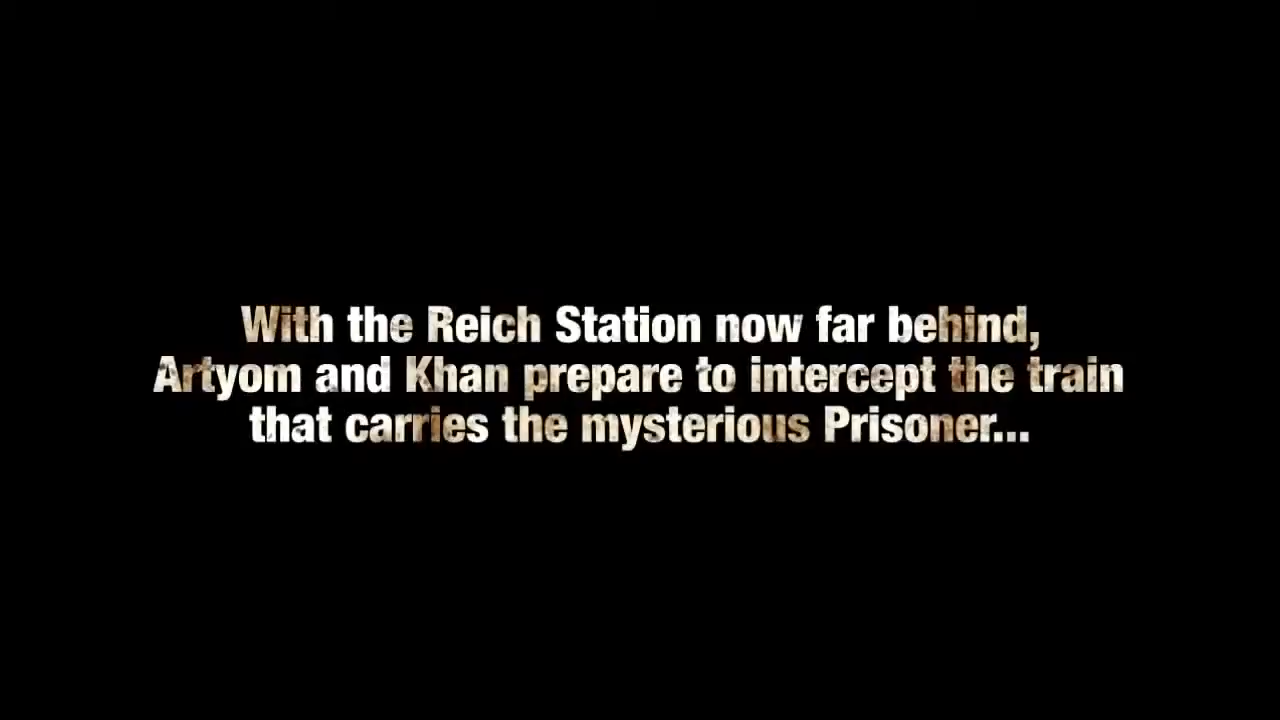 With the Reich Station now far behind,
Artyom and Khan prepare to intercept the train
that carries the mysterious Prisoner...